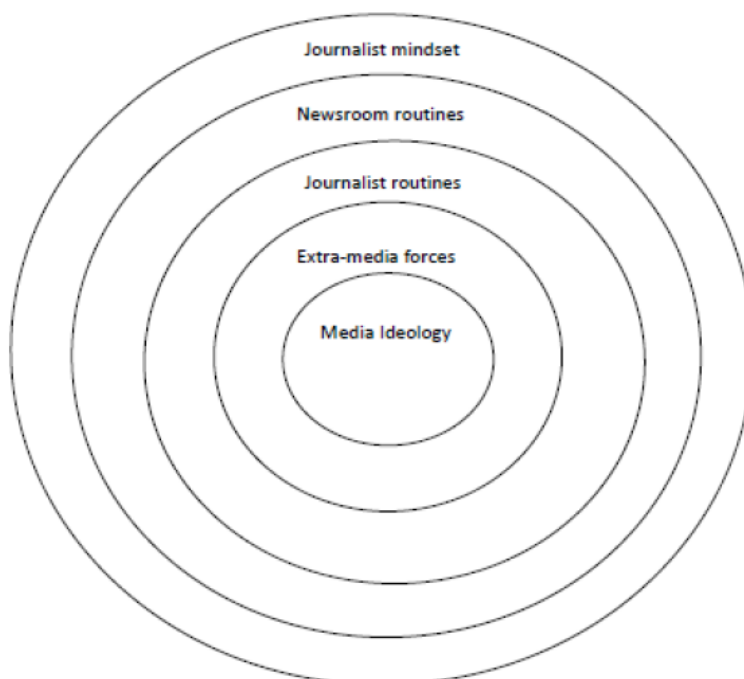 Journalist mindset
Newsroom routines
Journalist routines
Extra-media forces
Media Ideology